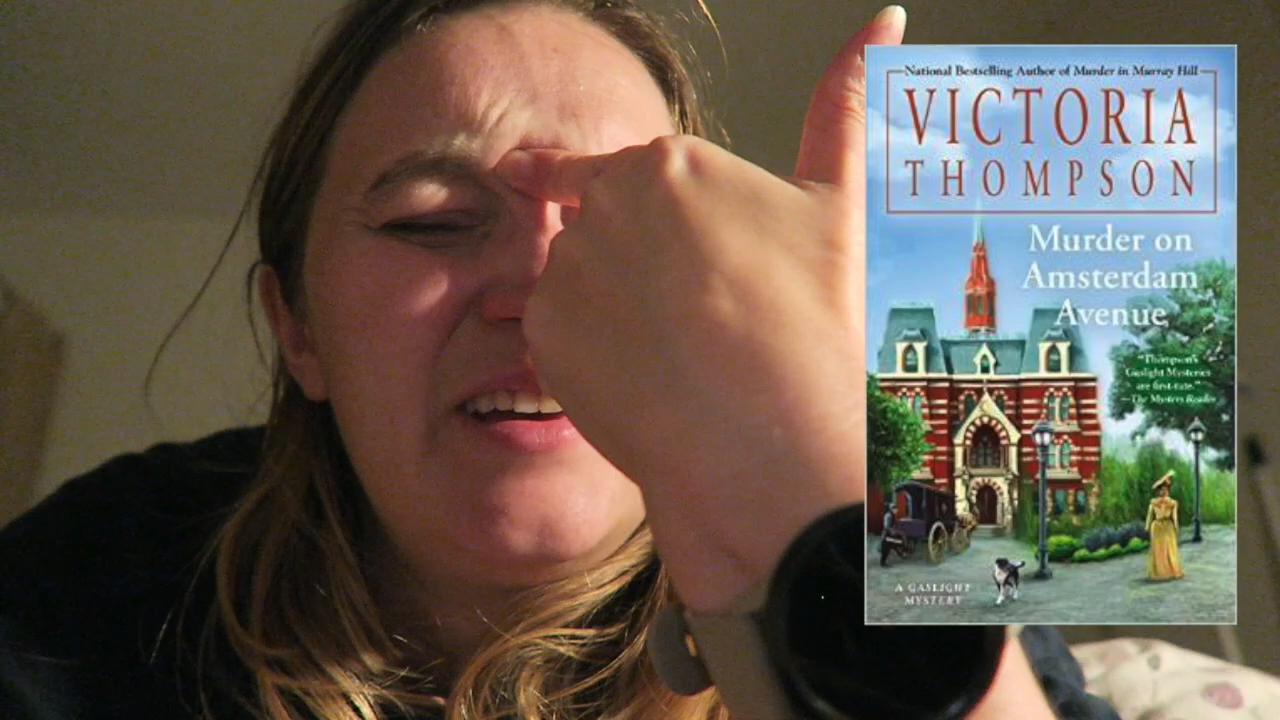 National Bestselling Author of Murder in Murray Hill
VICTORIA
THOMPSON
Murder on
Amsterdam
Avenue
"Thompson's
Gaslight Mysteries
are first-rate."
—The Mystery Reader
A GASLIGHT
MYSTERY